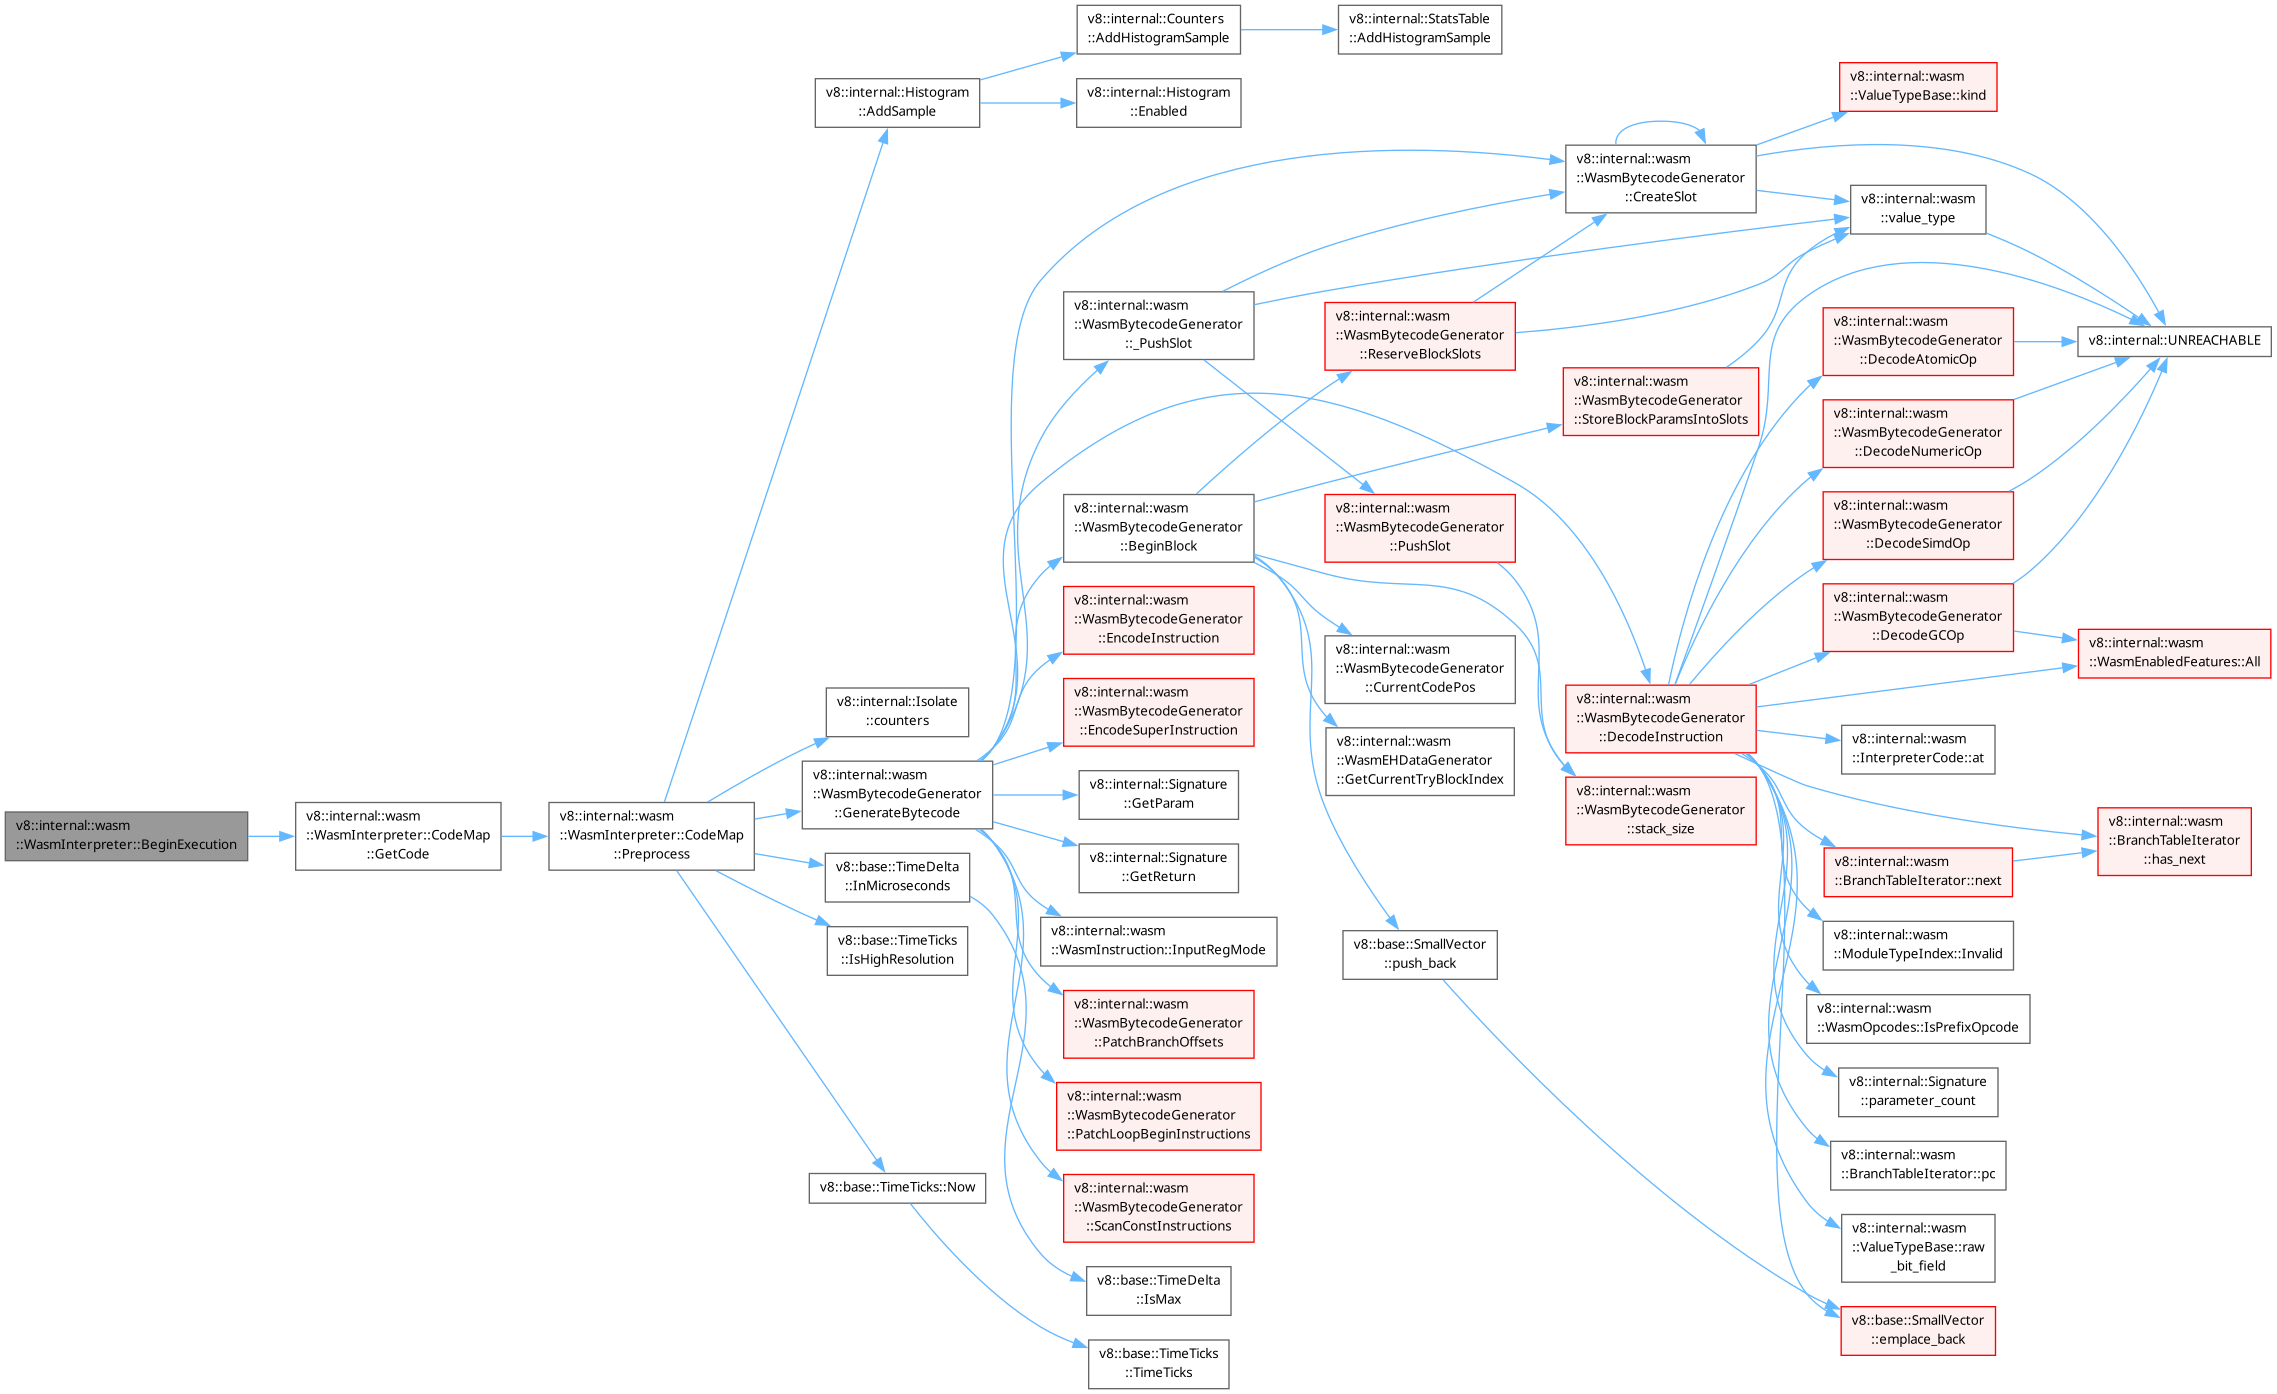 v8::internal::wasm
::WasmInterpreter::BeginExecution
v8::internal::wasm
::WasmInterpreter::CodeMap
::GetCode
v8::internal::wasm
::WasmInterpreter::CodeMap
::Preprocess
v8::internal::Histogram
::AddSample
v8::internal::Isolate
::counters
v8::internal::wasm
::WasmBytecodeGenerator
::GenerateBytecode
v8::base::TimeDelta
::InMicroseconds
v8::base::TimeTicks
::IsHighResolution
v8::base::TimeTicks::Now
v8::internal::Counters
::AddHistogramSample
v8::internal::Histogram
::Enabled
v8::internal::wasm
::WasmBytecodeGenerator
::_PushSlot
v8::internal::wasm
::WasmBytecodeGenerator
::BeginBlock
v8::internal::wasm
::WasmBytecodeGenerator
::EncodeInstruction
v8::internal::wasm
::WasmBytecodeGenerator
::EncodeSuperInstruction
v8::internal::Signature
::GetParam
v8::internal::Signature
::GetReturn
v8::internal::wasm
::WasmInstruction::InputRegMode
v8::internal::wasm
::WasmBytecodeGenerator
::PatchBranchOffsets
v8::internal::wasm
::WasmBytecodeGenerator
::PatchLoopBeginInstructions
v8::internal::wasm
::WasmBytecodeGenerator
::ScanConstInstructions
v8::base::TimeDelta
::IsMax
v8::base::TimeTicks
::TimeTicks
v8::internal::StatsTable
::AddHistogramSample
v8::internal::wasm
::WasmBytecodeGenerator
::ReserveBlockSlots
v8::internal::wasm
::WasmBytecodeGenerator
::PushSlot
v8::internal::wasm
::WasmBytecodeGenerator
::CurrentCodePos
v8::internal::wasm
::WasmEHDataGenerator
::GetCurrentTryBlockIndex
v8::base::SmallVector
::push_back
v8::internal::wasm
::WasmBytecodeGenerator
::CreateSlot
v8::internal::wasm
::WasmBytecodeGenerator
::StoreBlockParamsIntoSlots
v8::internal::wasm
::WasmBytecodeGenerator
::DecodeInstruction
v8::internal::wasm
::WasmBytecodeGenerator
::stack_size
v8::internal::wasm
::ValueTypeBase::kind
v8::internal::wasm
::value_type
v8::internal::wasm
::WasmBytecodeGenerator
::DecodeAtomicOp
v8::internal::wasm
::WasmBytecodeGenerator
::DecodeNumericOp
v8::internal::wasm
::WasmBytecodeGenerator
::DecodeSimdOp
v8::internal::wasm
::WasmBytecodeGenerator
::DecodeGCOp
v8::internal::wasm
::InterpreterCode::at
v8::internal::wasm
::BranchTableIterator::next
v8::internal::wasm
::ModuleTypeIndex::Invalid
v8::internal::wasm
::WasmOpcodes::IsPrefixOpcode
v8::internal::Signature
::parameter_count
v8::internal::wasm
::BranchTableIterator::pc
v8::internal::wasm
::ValueTypeBase::raw
_bit_field
v8::base::SmallVector
::emplace_back
v8::internal::UNREACHABLE
v8::internal::wasm
::WasmEnabledFeatures::All
v8::internal::wasm
::BranchTableIterator
::has_next